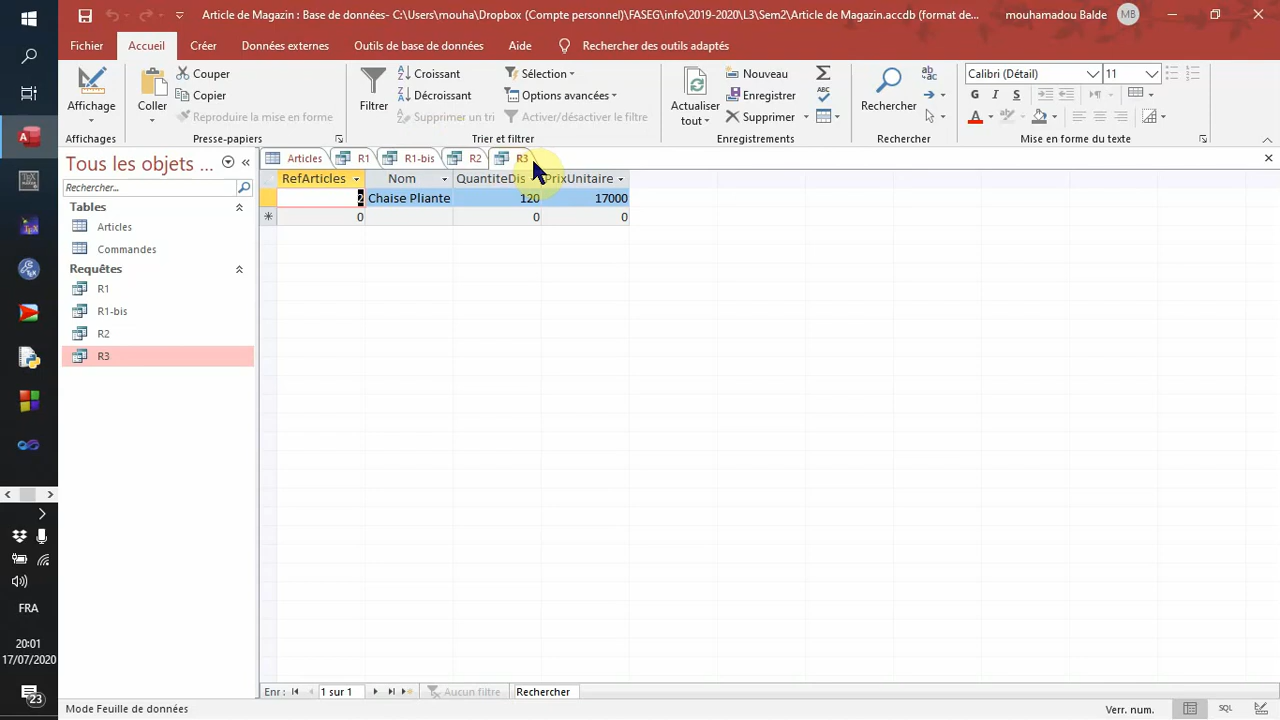 Article de Magazin : Base de données- C:\Users\mouha\Dropbox (Compte personnel)\FASEG\info\2019-2020\L3\Sem2\Article de Magazin.accdb (format de... mouhamadou Balde MB
Fichier Accueil Créer Données externes Outils de base de données Aide Rechercher des outils adaptés
Affichage
Affichages
Coller
Couper
Copier
Reproduire la mise en forme
Presse-papiers
Filtrer
Croissant
Décroissant
Supprimer un tri
Sélection
Options avancées
Activer/désactiver le filtre
Trier et filtrer
Actualiser
tout
Nouveau
Enregistrer
Supprimer
Enregistrements
Rechercher
Rechercher
Calibri (Détail) 11
G I S
Mise en forme du texte
Tous les objets
Rechercher...
Tables
Articles
Commandes
Requêtes
R1
R1-bis
R2
R3
Articles R1 R1-bis R2 R3
RefArticles Nom QuantiteDis PrixUnitaire
2 Chaise Pliante 120 17000
0 0 0
Enr : 1 sur 1 Aucun filtre Rechercher
Mode Feuille de données Verr. num. SQL
FRA
20:01
17/07/2020
23